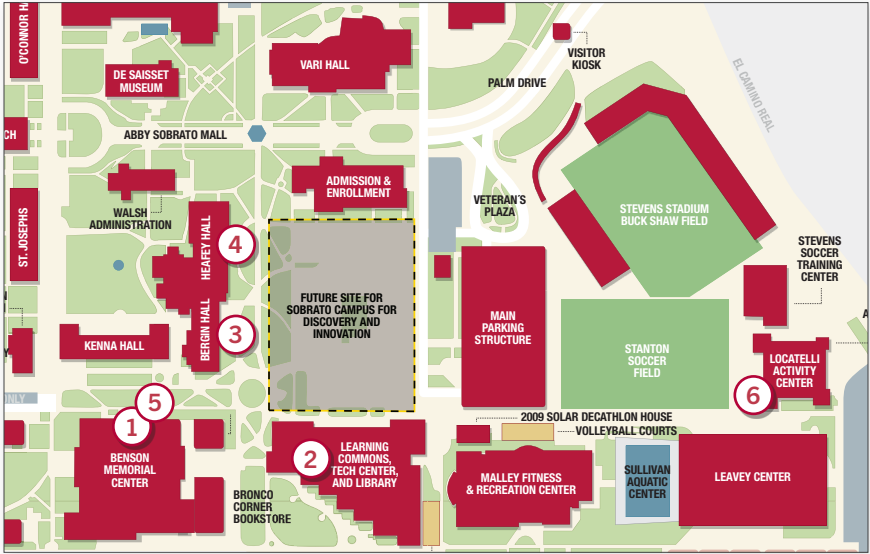 O'CONNOR HA
DE SAISSET
MUSEUM
VARI HALL
VISITOR
KIOSK
PALM DRIVE
EL CAMINO REAL
CH
ABBY SOBRATO MALL
ST. JOSEPHS
WALSH
ADMINISTRATION
ADMISSION &
ENROLLMENT
VETERAN'S
PLAZA
STEVENS STADIUM
BUCK SHAW FIELD
HEAFEY HALL
4
STEVENS
SOCCER
TRAINING
CENTER
FUTURE SITE FOR
SOBRATO CAMPUS FOR
DISCOVERY AND
INNOVATION
MAIN
PARKING
STRUCTURE
N
Y
KENNA HALL
BERGIN HALL
3
STANTON
SOCCER
FIELD
LOCATELLI
ACTIVITY
CENTER
A
6
ONLY
5
1
BENSON
MEMORIAL
CENTER
2
LEARNING
COMMONS,
TECH CENTER,
AND LIBRARY
2009 SOLAR DECATHLON HOUSE
VOLLEYBALL COURTS
BRONCO
CORNER
BOOKSTORE
MALLEY FITNESS
& RECREATION CENTER
SULLIVAN
AQUATIC
CENTER
LEAVEY CENTER